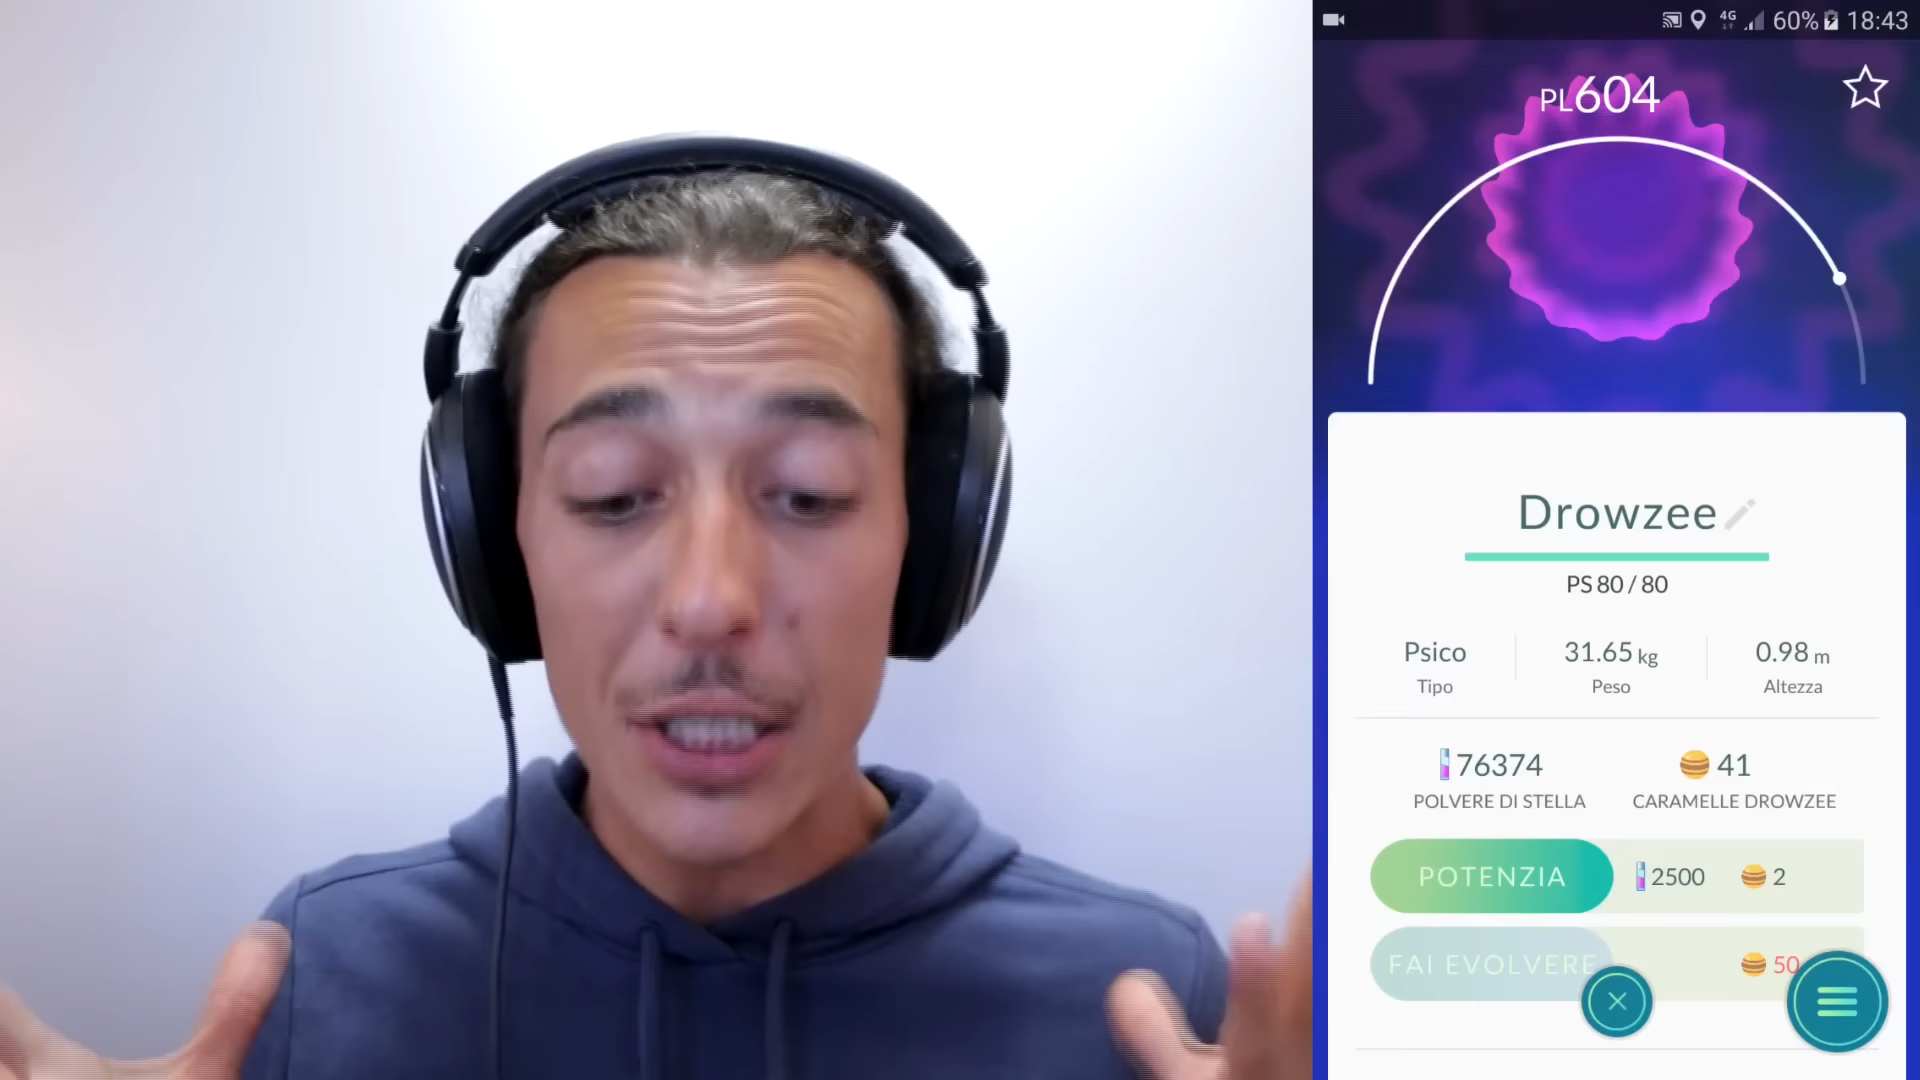 4G 60% 18:43
PL604
Drowzee
PS 80 / 80
Psico 31.65 kg 0.98 m
Tipo Peso Altezza
76374 41
POLVERE DI STELLA CARAMELLE DROWZEE
POTENZIA 2500 2
FAI EVOLVERE 50